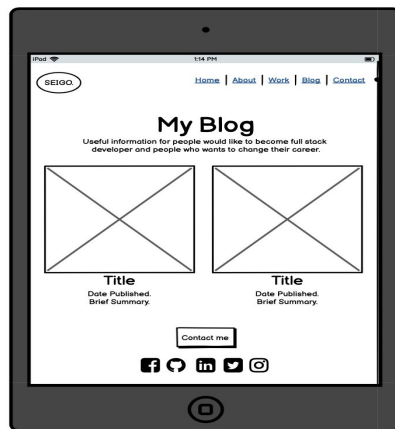 iPad 1:14 PM
SEIGO.
Home | About | Work | Blog | Contact
My Blog
Useful information for people would like to become full stack
developer and people who wants to change their career.
Title Title
Date Published. Date Published.
Brief Summary. Brief Summary.
Contact me